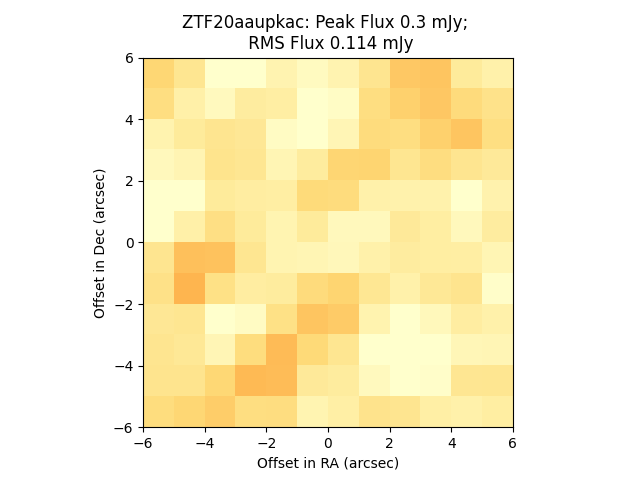 ZTF20aaupkac: Peak Flux 0.3 mJy;
RMS Flux 0.114 mJy
6
4
2
0
−2
−4
−6
Offset in Dec (arcsec)
−6 −4 −2 0 2 4 6
Offset in RA (arcsec)